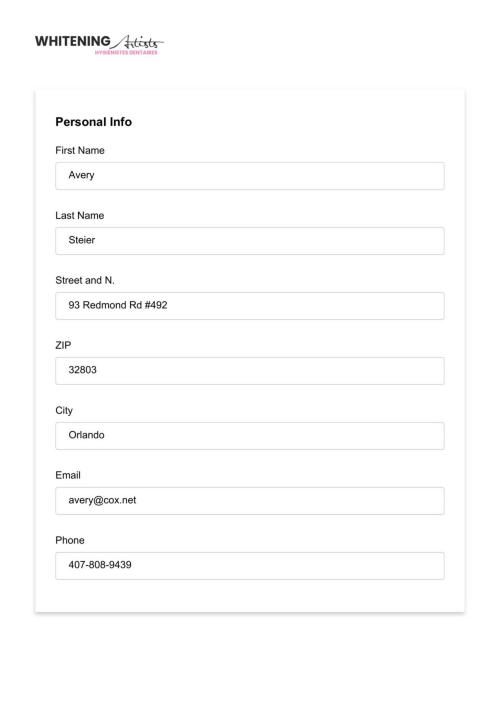 WHITENING Artists
HYGIÉNISTES DENTAIRES
Personal Info
First Name
Avery
Last Name
Steier
Street and N.
93 Redmond Rd #492
ZIP
32803
City
Orlando
Email
avery@cox.net
Phone
407-808-9439